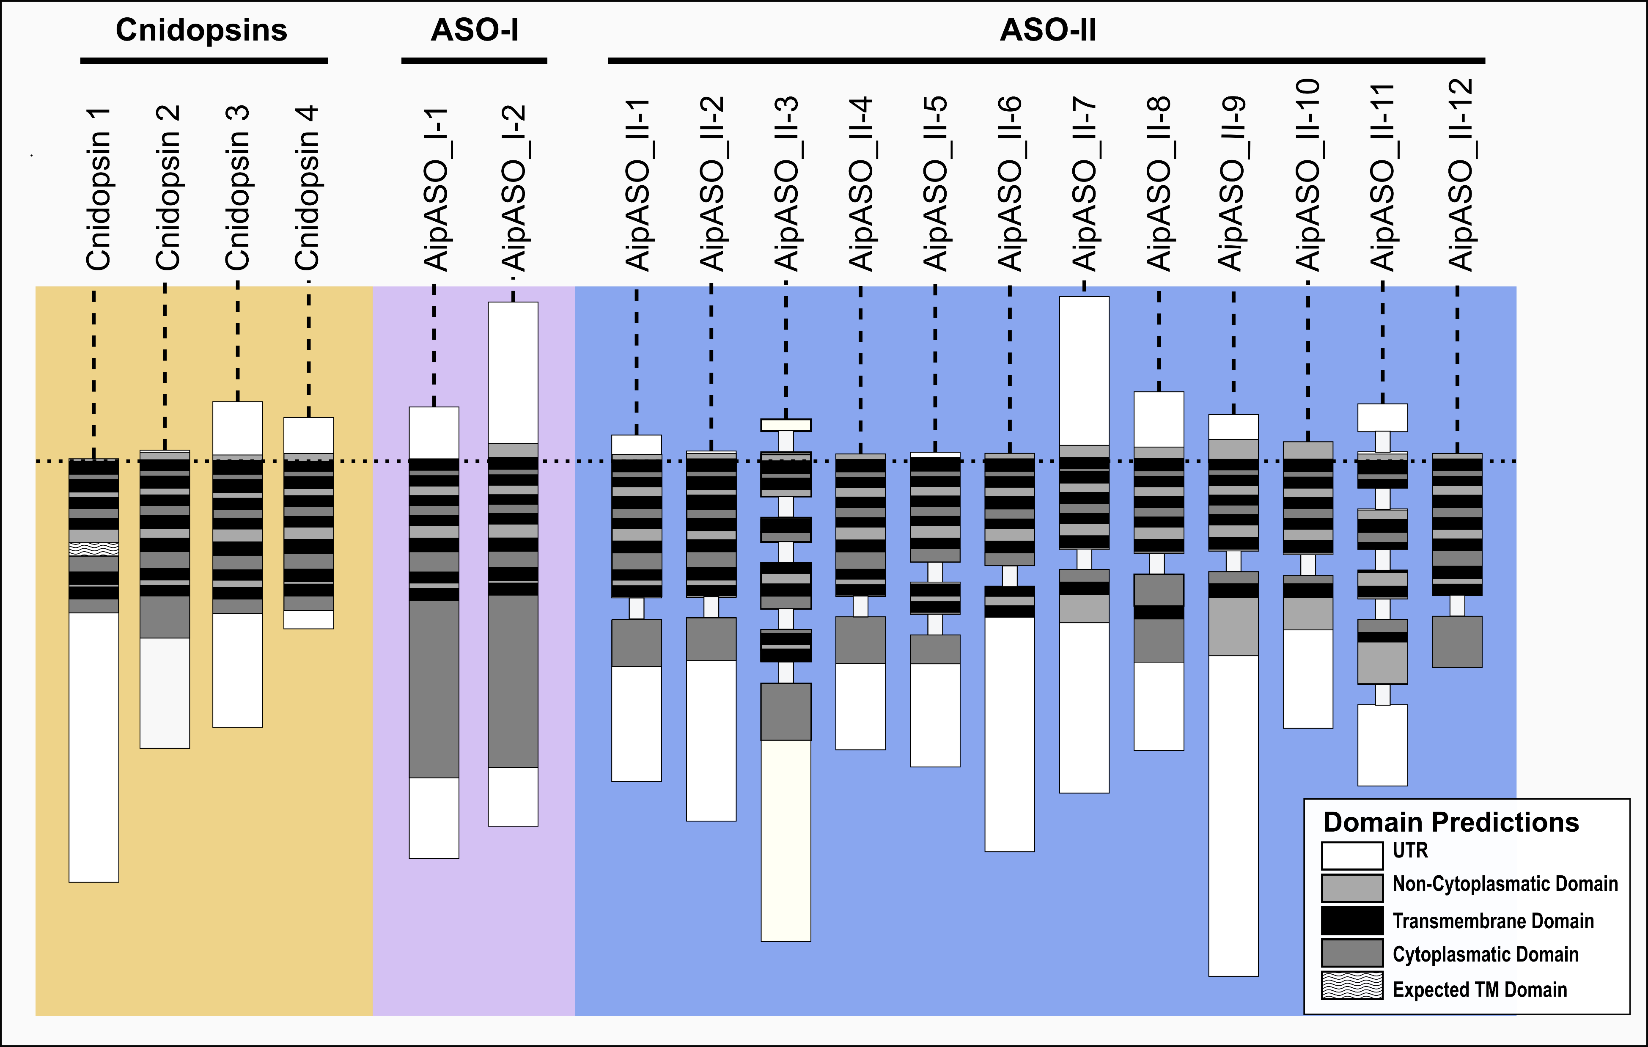 Cnidopsins
ASO-I
ASO-II
Cnidopsin 1
Cnidopsin 2
Cnidopsin 3
Cnidopsin 4
AipASO_I-1
AipASO_I-2
AipASO_II-1
AipASO_II-2
AipASO_II-3
AipASO_II-4
AipASO_II-5
AipASO_II-6
AipASO_II-7
AipASO_II-8
AipASO_II-9
AipASO_II-10
AipASO_II-11
AipASO_II-12
Domain Predictions
UTR
Non-Cytoplasmatic Domain
Transmembrane Domain
Cytoplasmatic Domain
Expected TM Domain